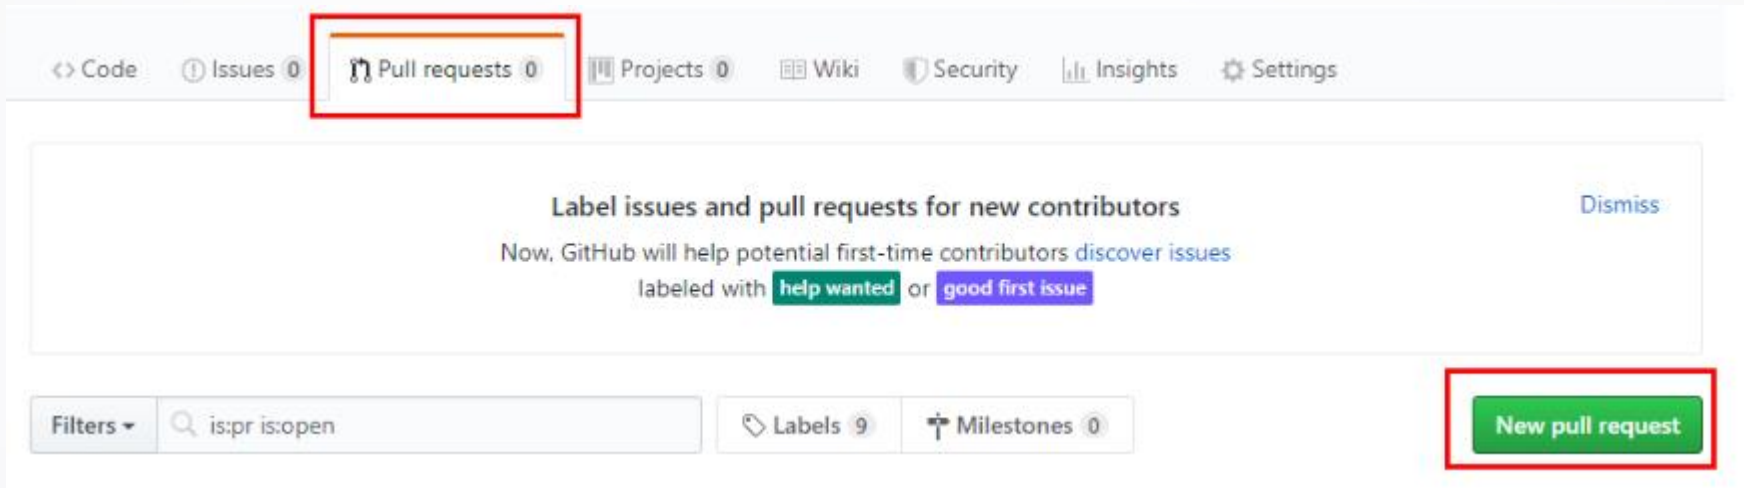 Code Issues 0 Pull requests 0 Projects 0 Wiki Security Insights Settings
Label issues and pull requests for new contributors Dismiss
Now, GitHub will help potential first-time contributors discover issues
labeled with help wanted or good first issue
Filters is:pr is:open Labels 9 Milestones 0 New pull request